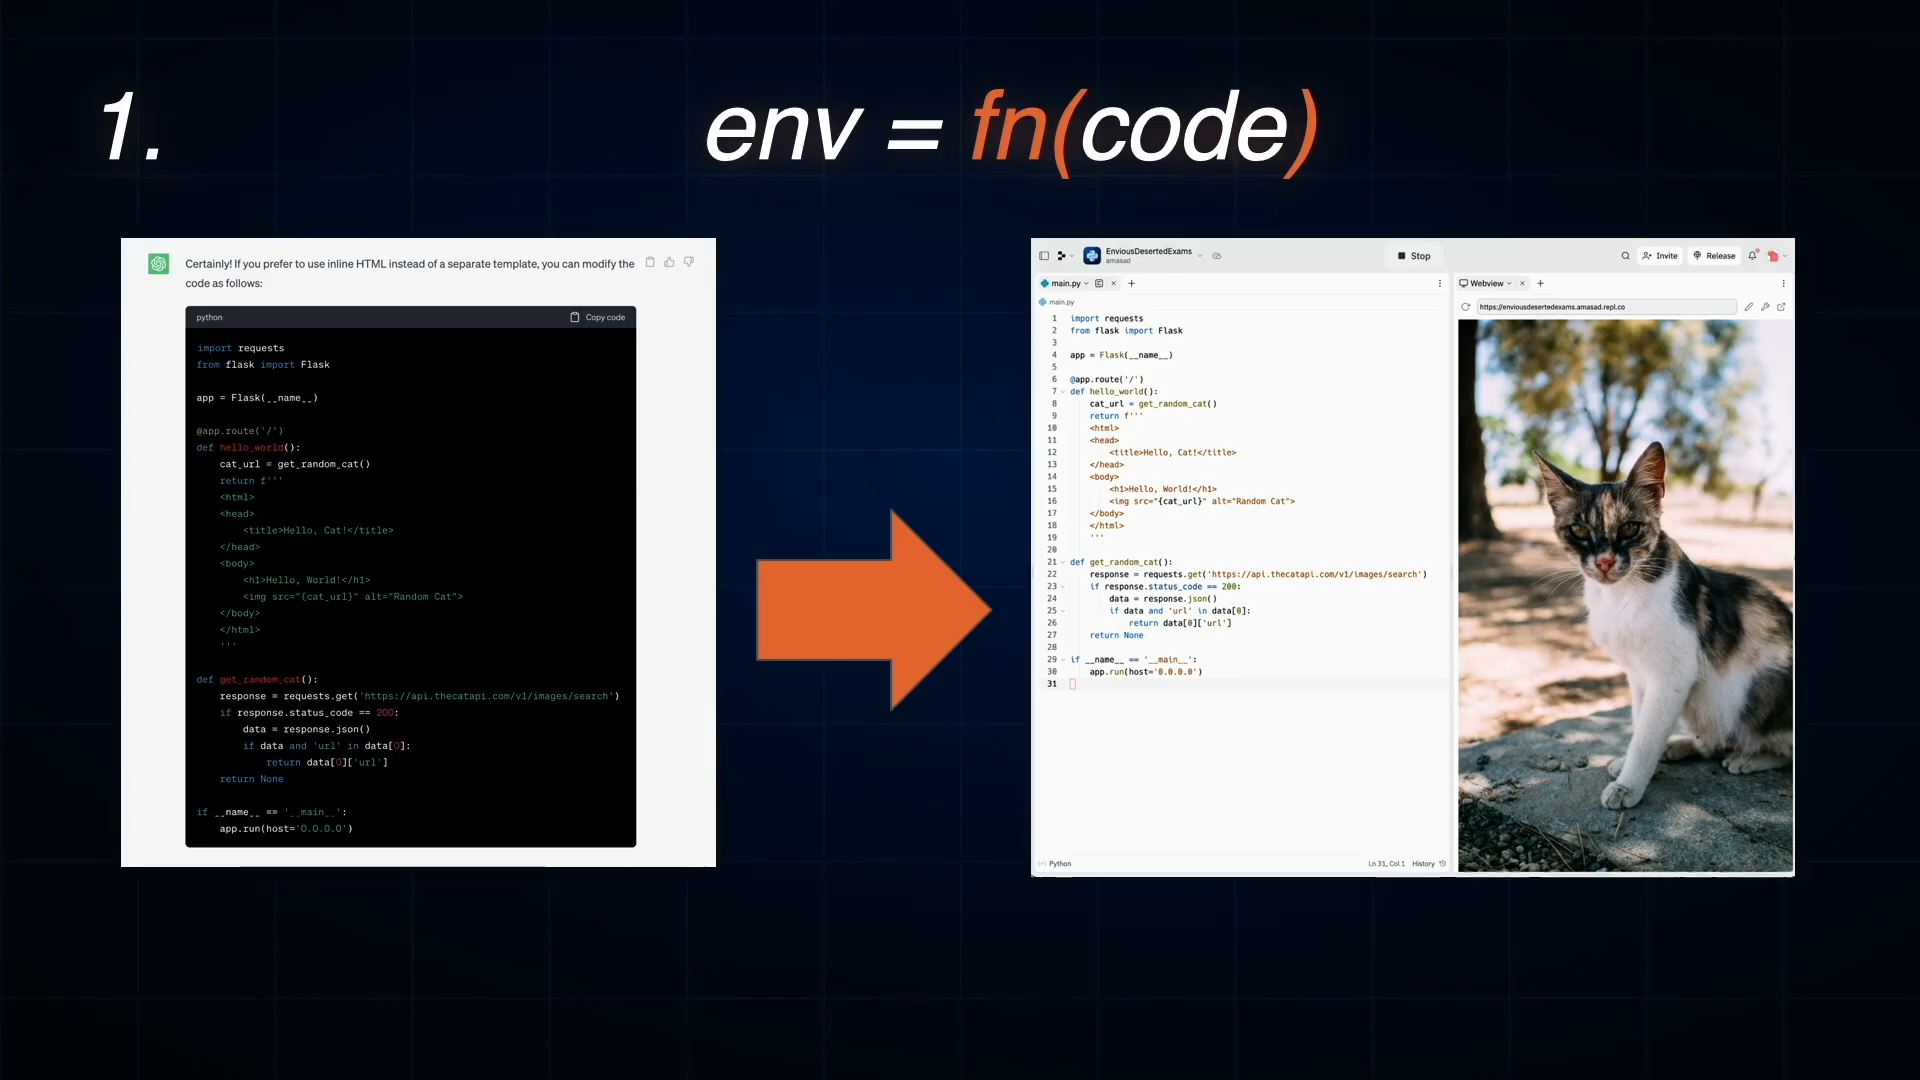 1.
env = fn(code)
Certainly! If you prefer to use inline HTML instead of a separate template, you can modify the
code as follows:
python
Copy code
import requests
from flask import Flask
app = Flask(__name__)
@app.route('/')
def hello_world():
cat_url = get_random_cat()
return f'''
<html>
<head>
<title>Hello, Cat!</title>
</head>
<body>
<h1>Hello, World!</h1>
<img src="{cat_url}" alt="Random Cat">
</body>
</html>
'''
def get_random_cat():
response = requests.get('https://api.thecatapi.com/v1/images/search')
if response.status_code == 200:
data = response.json()
if data and 'url' in data[0]:
return data[0]['url']
return None
if __name__ == '__main__':
app.run(host='0.0.0.0')
EnviousDesertedExams
amasad
Stop
Invite
Release
main.py
main.py
1 import requests
2 from flask import Flask
3
4 app = Flask(__name__)
5
6 @app.route('/')
7 def hello_world():
8 cat_url = get_random_cat()
9 return f'''
10 <html>
11 <head>
12 <title>Hello, Cat!</title>
13 </head>
14 <body>
15 <h1>Hello, World!</h1>
16 <img src="{cat_url}" alt="Random Cat">
17 </body>
18 </html>
19 '''
20
21 def get_random_cat():
22 response = requests.get('https://api.thecatapi.com/v1/images/search')
23 if response.status_code == 200:
24 data = response.json()
25 if data and 'url' in data[0]:
26 return data[0]['url']
27 return None
28
29 if __name__ == '__main__':
30 app.run(host='0.0.0.0')
31
Python
Ln 31, Col 1 History
Webview
https://enviousdesertedexams.amasad.repl.co